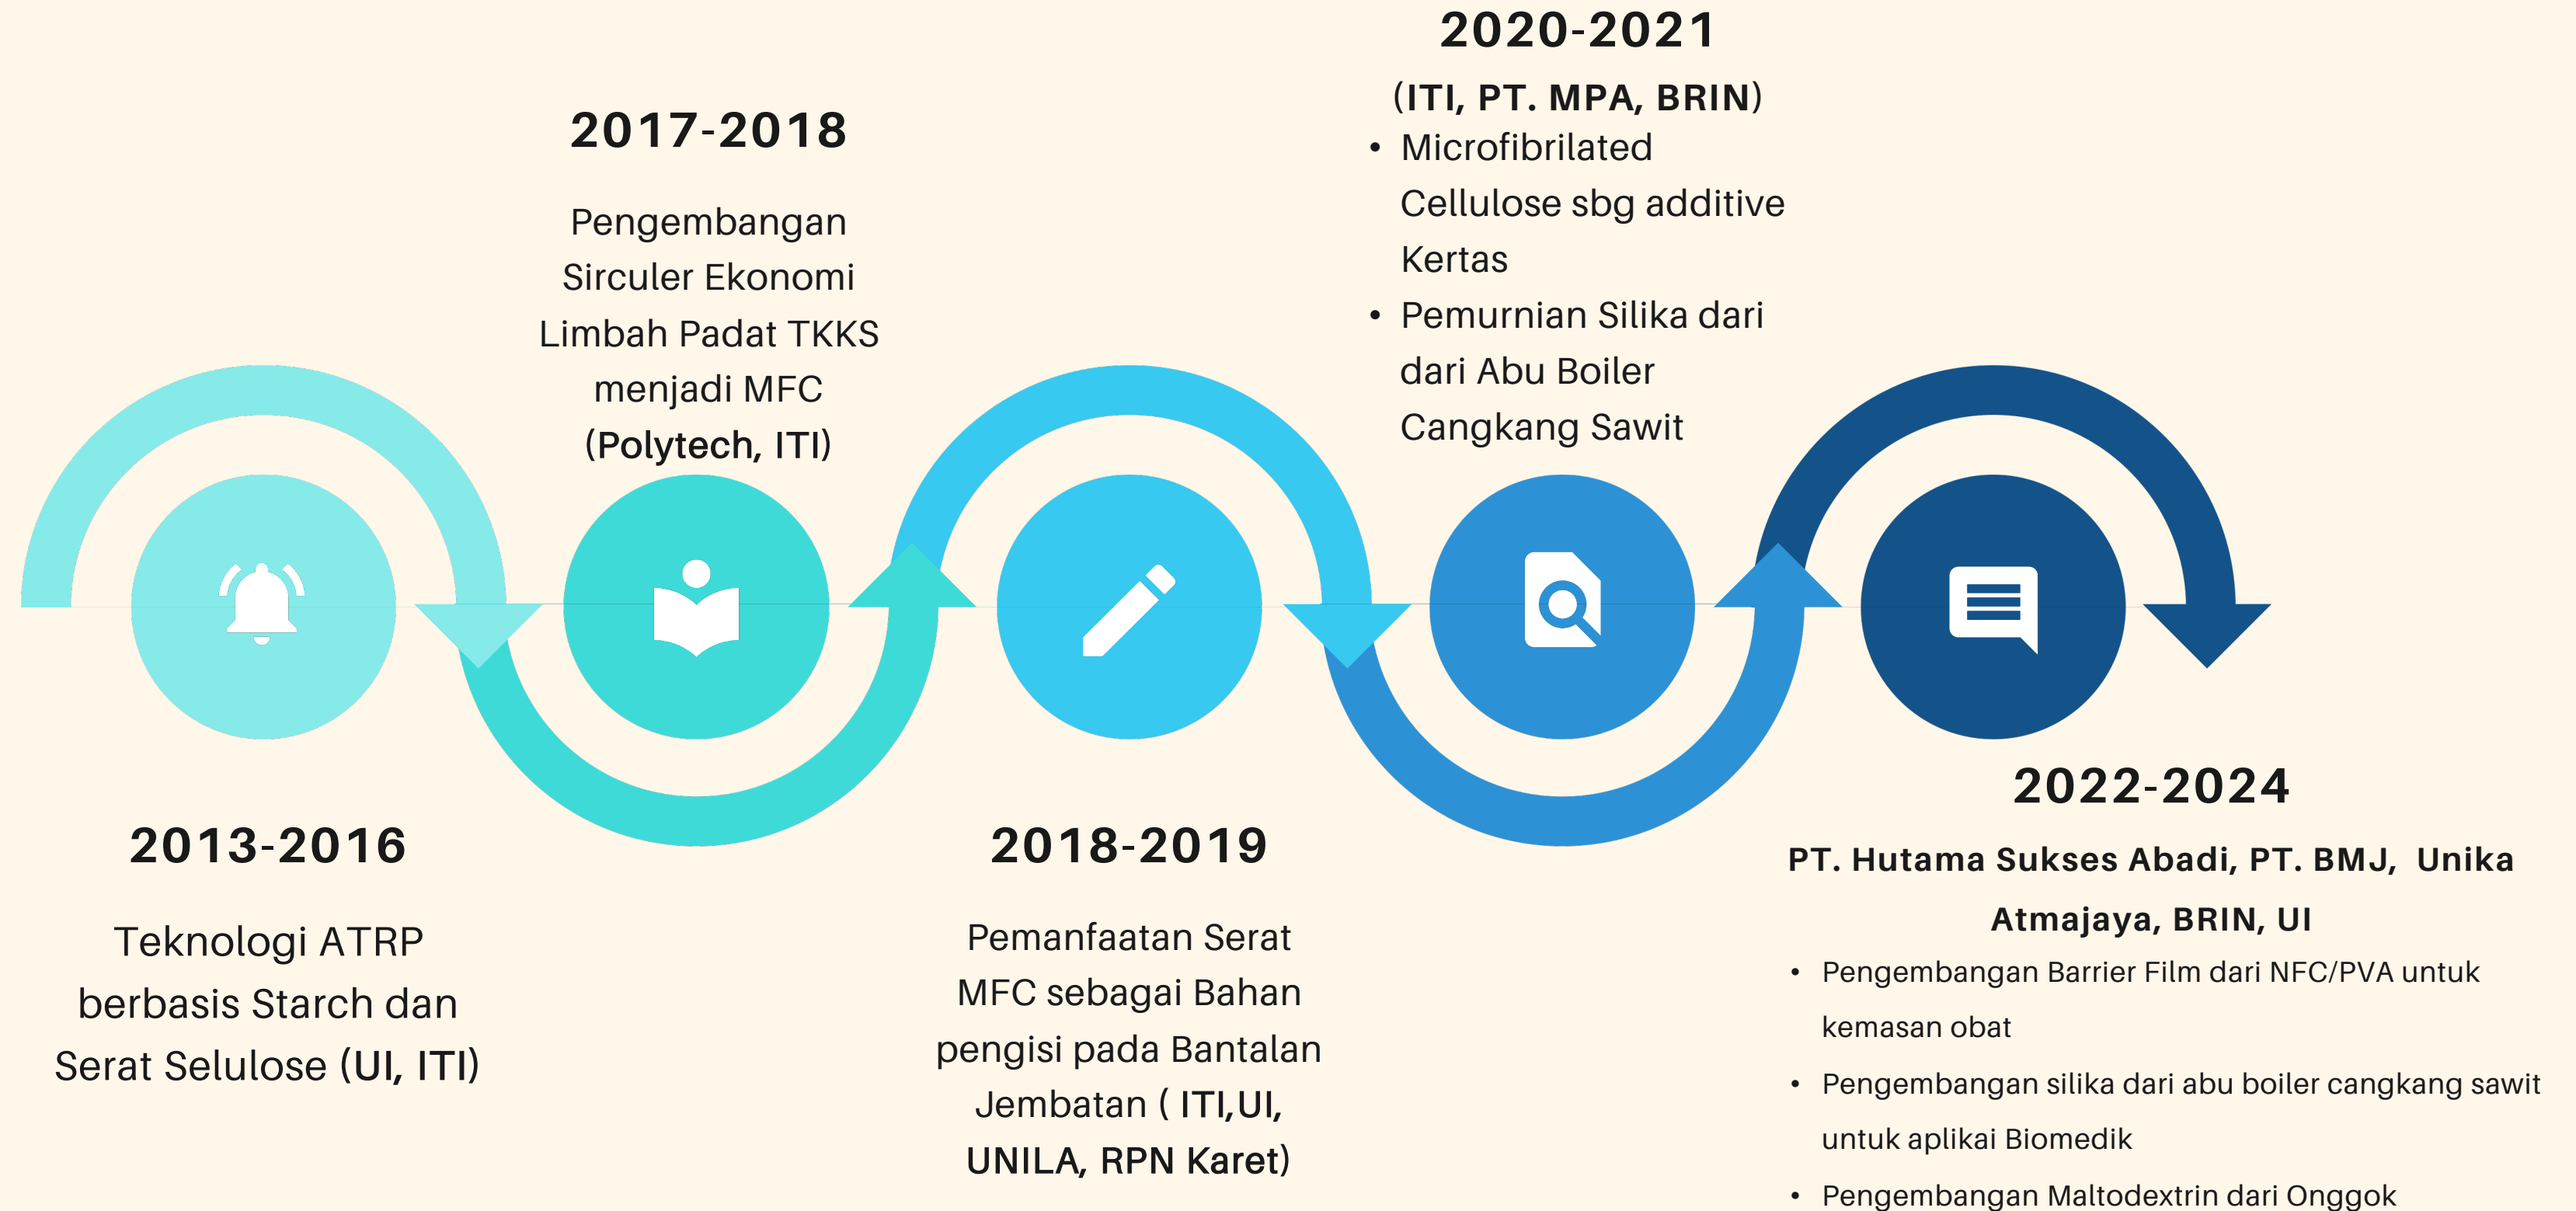 2013-2016
Teknologi ATRP
berbasis Starch dan
Serat Selulose (UI, ITI)
2017-2018
Pengembangan
Sirculer Ekonomi
Limbah Padat TKKS
menjadi MFC
(Polytech, ITI)
2018-2019
Pemanfaatan Serat
MFC sebagai Bahan
pengisi pada Bantalan
Jembatan ( ITI,UI,
UNILA, RPN Karet)
2020-2021
(ITI, PT. MPA, BRIN)
• Microfibrilated
Cellulose sbg additive
Kertas
• Pemurnian Silika dari
dari Abu Boiler
Cangkang Sawit
2022-2024
PT. Hutama Sukses Abadi, PT. BMJ, Unika
Atmajaya, BRIN, UI
• Pengembangan Barrier Film dari NFC/PVA untuk
kemasan obat
• Pengembangan silika dari abu boiler cangkang sawit
untuk aplikai Biomedik
• Pengembangan Maltodextrin dari Onggok